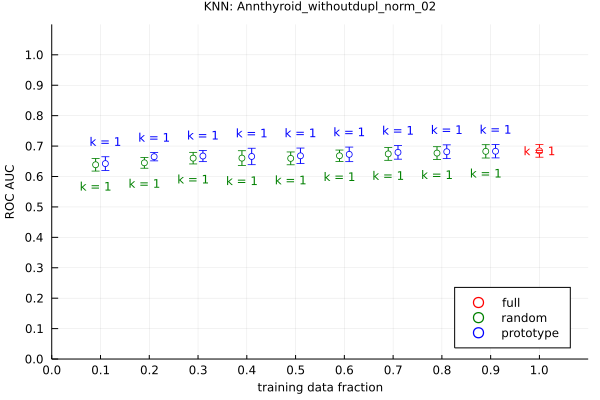 KNN: Annthyroid_withoutdupl_norm_02
ROC AUC
1.0
0.9
0.8
0.7
0.6
0.5
0.4
0.3
0.2
0.1
0.0
k = 1 k = 1 k = 1 k = 1 k = 1 k = 1 k = 1 k = 1 k = 1
k = 1
k = 1 k = 1 k = 1 k = 1 k = 1 k = 1 k = 1 k = 1 k = 1
full
random
prototype
0.0 0.1 0.2 0.3 0.4 0.5 0.6 0.7 0.8 0.9 1.0
training data fraction